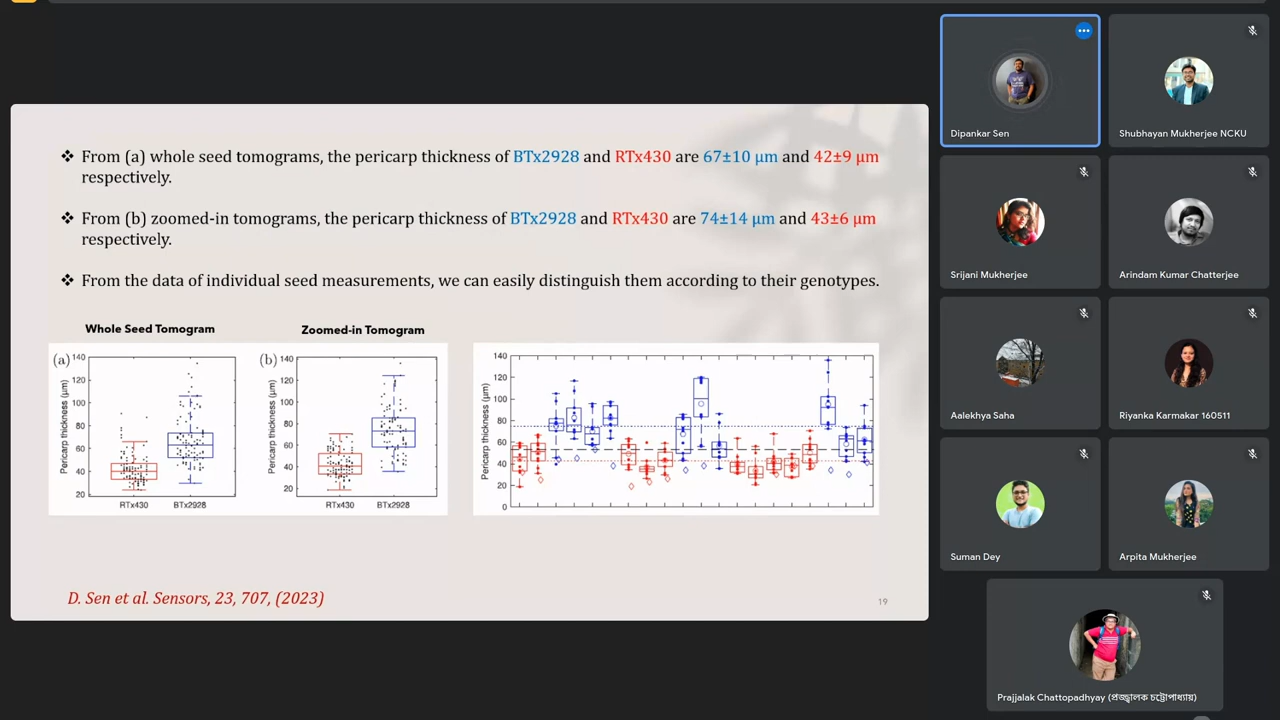 ❖ From (a) whole seed tomograms, the pericarp thickness of BTx2928 and RTx430 are 67±10 μm and 42±9 μm
respectively.
❖ From (b) zoomed-in tomograms, the pericarp thickness of BTx2928 and RTx430 are 74±14 μm and 43±6 μm
respectively.
❖ From the data of individual seed measurements, we can easily distinguish them according to their genotypes.
Whole Seed Tomogram
Zoomed-in Tomogram
(a)
Pericarp thickness (μm)
140
120
100
80
60
40
20
RTx430 BTx2928
(b)
Pericarp thickness (μm)
140
120
100
80
60
40
20
RTx430 BTx2928
Pericarp thickness (μm)
140
120
100
80
60
40
20
0
D. Sen et al. Sensors, 23, 707, (2023)
19
Dipankar Sen
Shubhayan Mukherjee NCKU
Srijani Mukherjee
Arindam Kumar Chatterjee
Aalekhya Saha
Riyanka Karmakar 160511
Suman Dey
Arpita Mukherjee
Prajjalak Chattopadhyay (প্রজ্জ্বালক চট্টোপাধ্যায়)